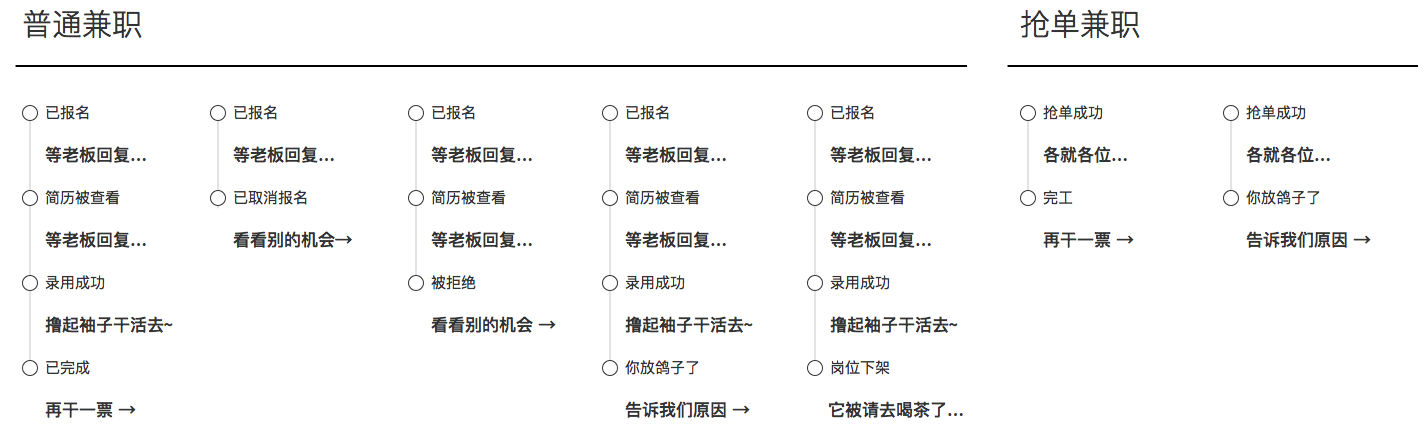 普通兼职
已报名
等老板回复...
简历被查看
等老板回复...
录用成功
撸起袖子干活去~
已完成
再干一票 →
已报名
等老板回复...
已取消报名
看看别的机会→
已报名
等老板回复...
简历被查看
等老板回复...
被拒绝
看看别的机会 →
已报名
等老板回复...
简历被查看
等老板回复...
录用成功
撸起袖子干活去~
你放鸽子了
告诉我们原因 →
已报名
等老板回复...
简历被查看
等老板回复...
录用成功
撸起袖子干活去~
岗位下架
它被请去喝茶了...
抢单兼职
抢单成功
各就各位...
完工
再干一票 →
抢单成功
各就各位...
你放鸽子了
告诉我们原因 →